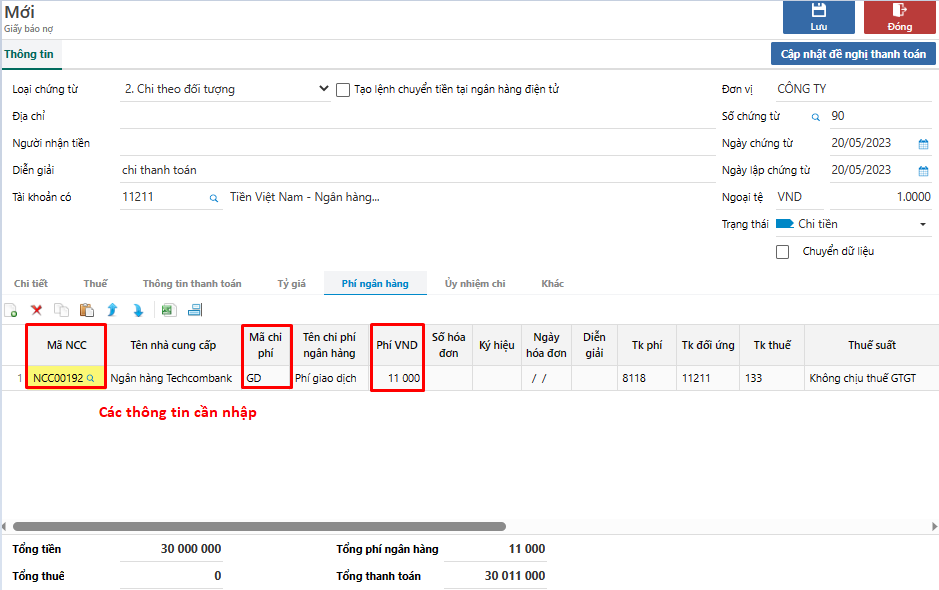 Mới
Giấy báo nợ
Lưu
Đóng
Thông tin
Cập nhật đề nghị thanh toán
Loại chứng từ 2. Chi theo đối tượng Tạo lệnh chuyển tiền tại ngân hàng điện tử Đơn vị CÔNG TY
Địa chỉ Số chứng từ 90
Người nhận tiền Ngày chứng từ 20/05/2023
Diễn giải chi thanh toán Ngày lập chứng từ 20/05/2023
Tài khoản có 11211 Tiền Việt Nam - Ngân hàng... Ngoại tệ VND 1.0000
Trạng thái Chi tiền
Chuyển dữ liệu
Chi tiết Thuế Thông tin thanh toán Tỷ giá Phí ngân hàng Ủy nhiệm chi Khác
Mã NCC Tên nhà cung cấp Mã chi phí Tên chi phí ngân hàng Phí VND Số hóa đơn Ký hiệu Ngày hóa đơn Diễn giải Tk phí Tk đối ứng Tk thuế Thuế suất
1 NCC00192 Ngân hàng Techcombank GD Phí giao dịch 11 000 / / 8118 11211 133 Không chịu thuế GTGT
Các thông tin cần nhập
Tổng tiền 30 000 000 Tổng phí ngân hàng 11 000
Tổng thuế 0 Tổng thanh toán 30 011 000